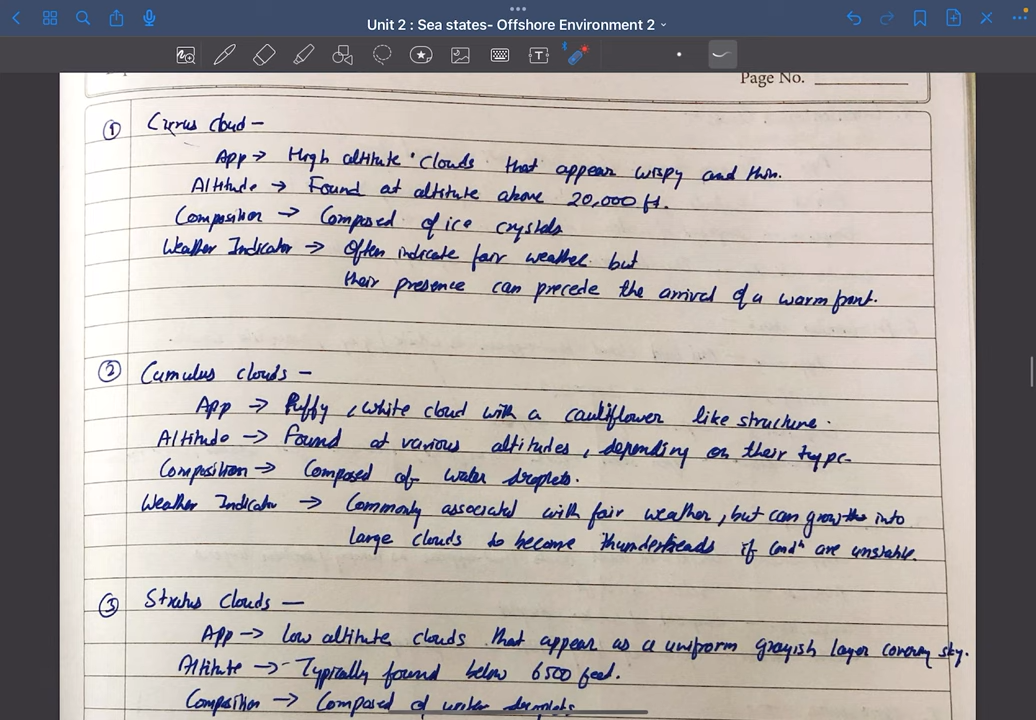 Unit 2 : Sea states- Offshore Environment 2
Page No.
① Cirrus cloud -
App → High altitute clouds that appear wispy and thin.
Altitude → Found at altitute above 20,000 ft.
Composition → Composed of ice crystals
Weather Indicator → Often indicate fair weather but
their presence can precede the arrival of a warm front.
② Cumulus clouds -
App → Puffy, white cloud with a cauliflower like structure.
Altitude → Found at various altitudes, depending on their type.
Composition → Composed of water droplets.
Weather Indicator → Commonly associated with fair weather, but can grow into
large clouds to become thunderheads if condn are unstable.
③ Stratus Clouds —
App → Low altitute clouds that appear as a uniform grayish layer covering sky.
Altitute → Typically found below 6500 feet.
Composition → Composed of water droplets